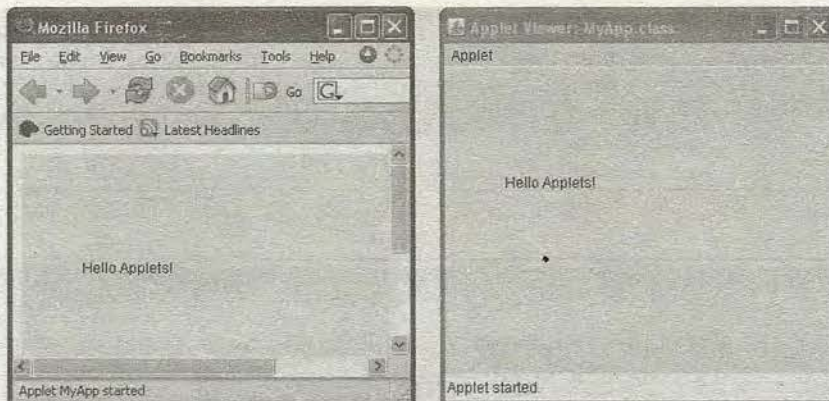 Mozilla Firefox
File Edit View Go Bookmarks Tools Help
Go
Getting Started Latest Headlines
Hello Applets!
Applet MyApp started
Applet Viewer: MyApp.class
Applet
Hello Applets!
Applet started.